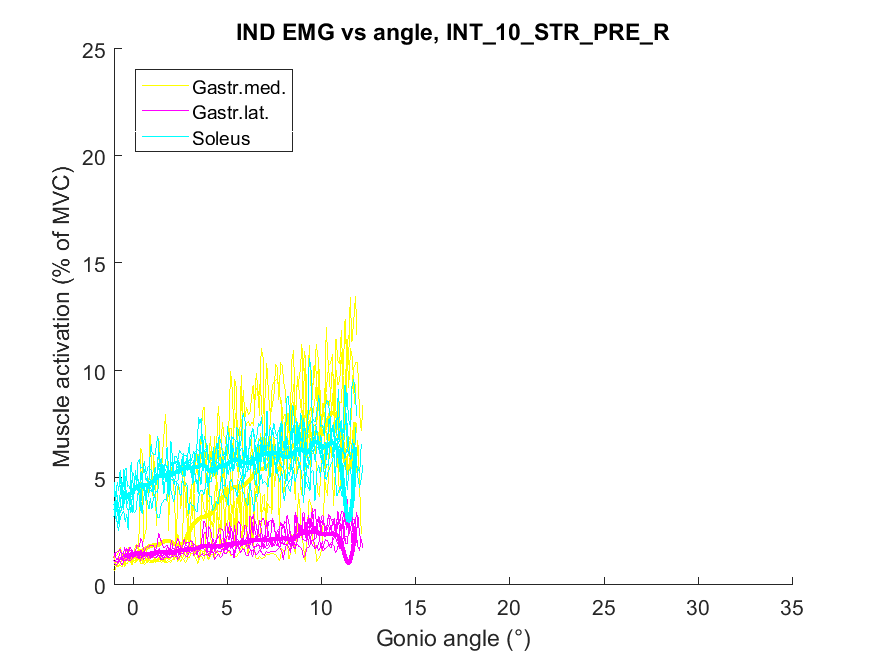 IND EMG vs angle, INT_10_STR_PRE_R
25
20
15
10
5
0
Muscle activation (% of MVC)
Gastr.med.
Gastr.lat.
Soleus
0 5 10 15 20 25 30 35
Gonio angle (°)